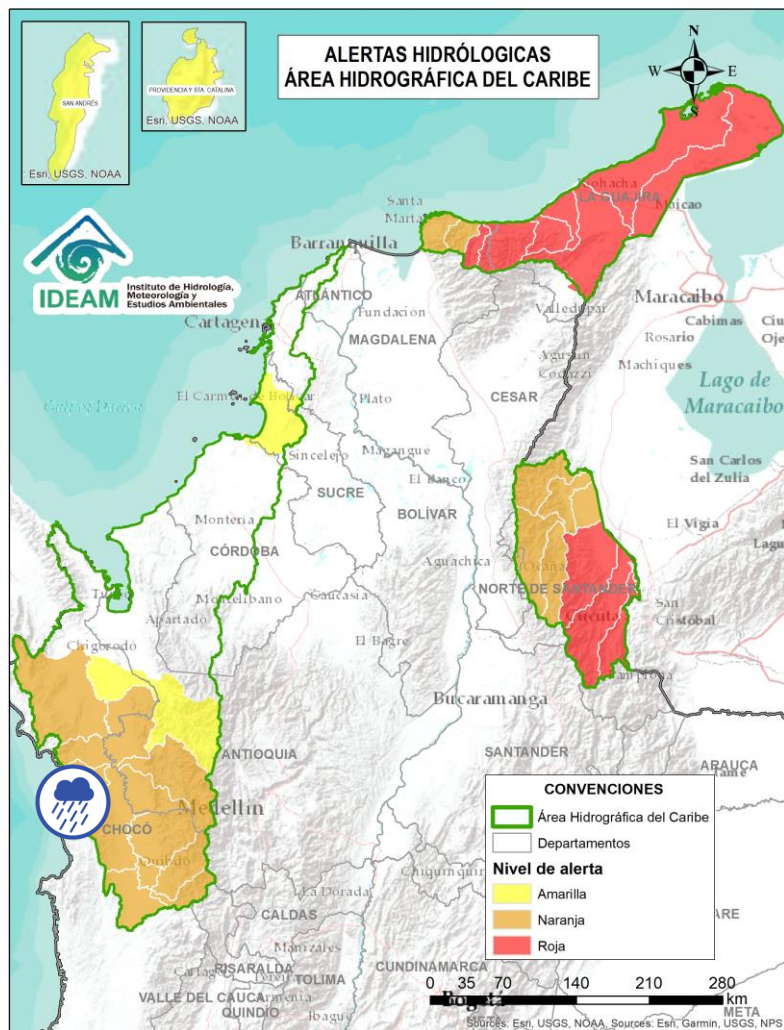 ALERTAS HIDRÓLOGICAS
ÁREA HIDROGRÁFICA DEL CARIBE
N
W E
S
SAN ANDRÉS
Esri, USGS, NOAA
PROVIDENCIA Y STA. CATALINA
Esri, USGS, NOAA
IDEAM
Instituto de Hidrología,
Meteorología y
Estudios Ambientales
Santa
Marta
LA GUAJIRA
Maicao
Barranquilla
ATLÁNTICO
Fundación
Valledupar
Maracaibo
Cabimas
Rosario
Machiques
MAGDALENA
Agustín
Codazzi
Lago de
Maracaibo
El Carmen de Bolívar
Plato
CESAR
Sincelejo
Magangue
San Carlos
del Zulia
SUCRE
El Banco
BOLÍVAR
Montería
CÓRDOBA
El Vigía
Aguachica
Ocaña
NORTE DE SANTANDER
Montelíbano
Caucasia
Apartado
Cúcuta
San
Cristóbal
El Bagre
Chigorodó
Bucaramanga
ANTIOQUIA
SANTANDER
ARAUCA
Medellín
CHOCÓ
Quibdó
La Dorada
CALDAS
Manizales
RISARALDA
TOLIMA
CUNDINAMARCA
VALLE DEL CAUCA
Armenia
QUINDÍO
Ibagué
Bogotá
META
CONVENCIONES
Área Hidrográfica del Caribe
Departamentos
Nivel de alerta
Amarilla
Naranja
Roja
0 35 70 140 210 280
km
Sources: Esri, USGS, NOAA, Sources: Esri, Garmin, USGS, NPS